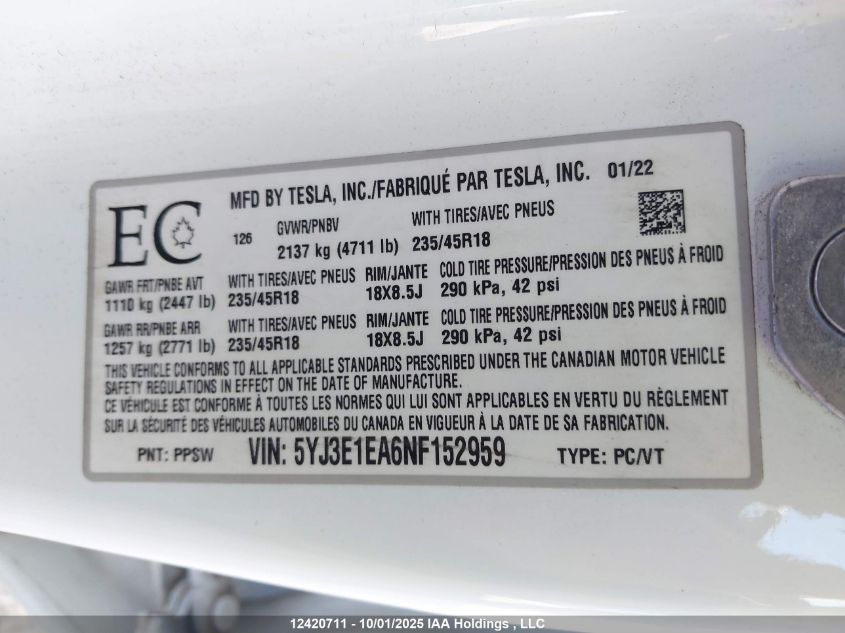 MFD BY TESLA, INC./FABRIQUÉ PAR TESLA, INC. 01/22
EC 126 GVWR/PNBV WITH TIRES/AVEC PNEUS
2137 kg (4711 lb) 235/45R18
GAWR FRT/PNBE AVT WITH TIRES/AVEC PNEUS RIM/JANTE COLD TIRE PRESSURE/PRESSION DES PNEUS À FROID
1110 kg (2447 lb) 235/45R18 18X8.5J 290 kPa, 42 psi
GAWR RR/PNBE ARR WITH TIRES/AVEC PNEUS RIM/JANTE COLD TIRE PRESSURE/PRESSION DES PNEUS À FROID
1257 kg (2771 lb) 235/45R18 18X8.5J 290 kPa, 42 psi
THIS VEHICLE CONFORMS TO ALL APPLICABLE STANDARDS PRESCRIBED UNDER THE CANADIAN MOTOR VEHICLE
SAFETY REGULATIONS IN EFFECT ON THE DATE OF MANUFACTURE.
CE VÉHICULE EST CONFORME À TOUTES LES NORMES QUI LUI SONT APPLICABLES EN VERTU DU RÈGLEMENT
SUR LA SÉCURITÉ DES VÉHICULES AUTOMOBILES DU CANADA EN VIGUEUR À LA DATE DE SA FABRICATION.
PNT: PPSW VIN: 5YJ3E1EA6NF152959 TYPE: PC/VT
12420711 - 10/01/2025 IAA Holdings , LLC